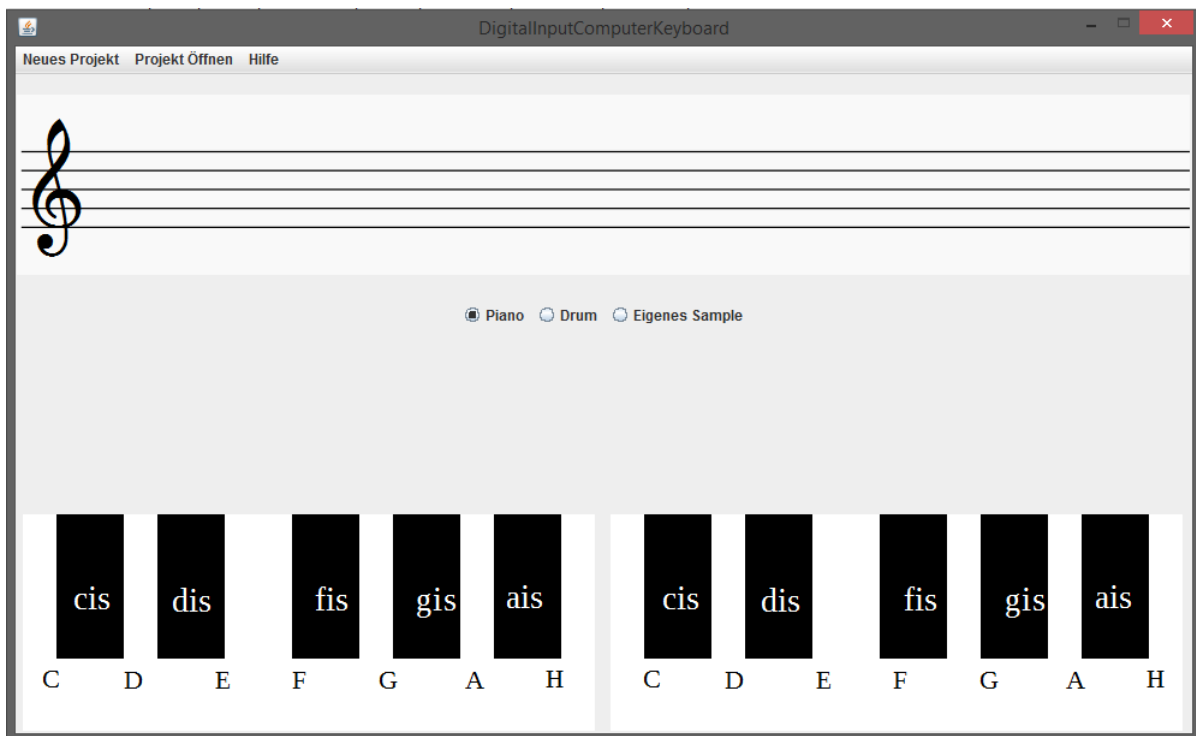 DigitalInputComputerKeyboard
Neues Projekt Projekt Öffnen Hilfe
Piano Drum Eigenes Sample
cis dis fis gis ais cis dis fis gis ais
C D E F G A H C D E F G A H